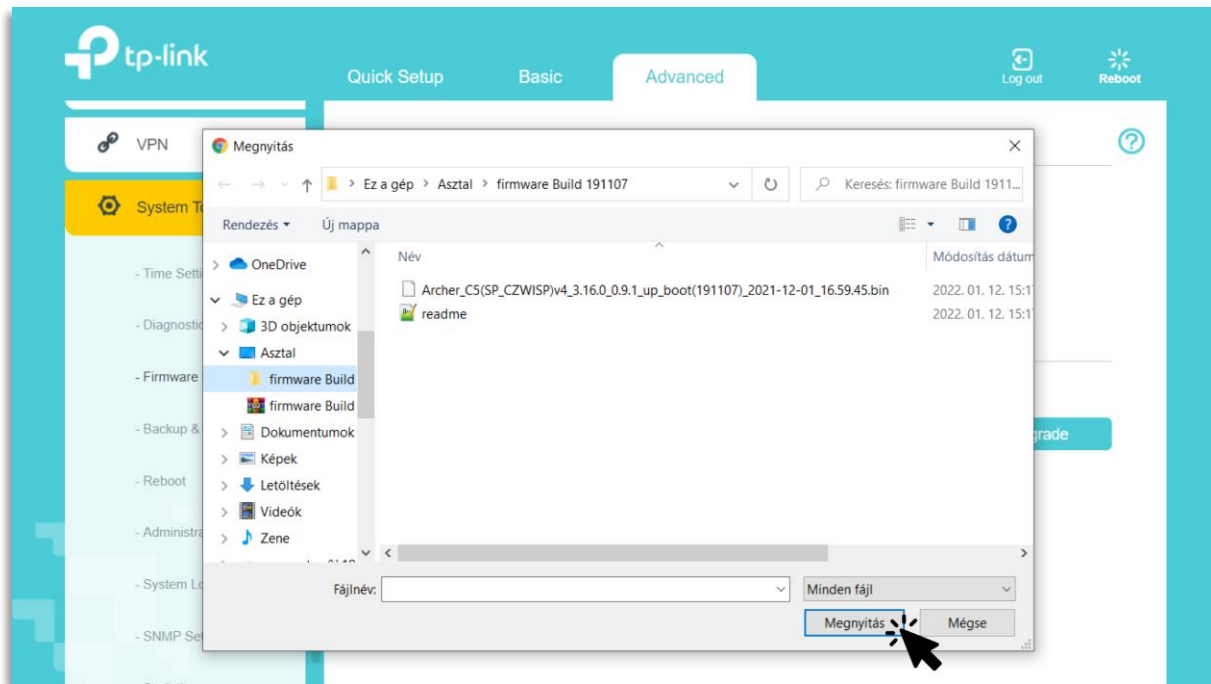 tp-link
Quick Setup Basic Advanced Log out Reboot
VPN
Megnyitás
Ez a gép > Asztal > firmware Build 191107
Keresés: firmware Build 1911...
System To
Rendezés Új mappa
OneDrive
Ez a gép
3D objektumok
Asztal
firmware Build
firmware Build
Dokumentumok
Képek
Letöltések
Videók
Zene
Név Módosítás dátum
Archer_C5(SP_CZWISP)v4_3.16.0_0.9.1_up_boot(191107)_2021-12-01_16.59.45.bin 2022. 01. 12. 15:1
readme 2022. 01. 12. 15:1
- Time Setti
- Diagnostic
- Firmware
- Backup &
- Reboot
- Administra
- System Lo
- SNMP Set
grade
Fájlnév: Minden fájl
Megnyitás Mégse